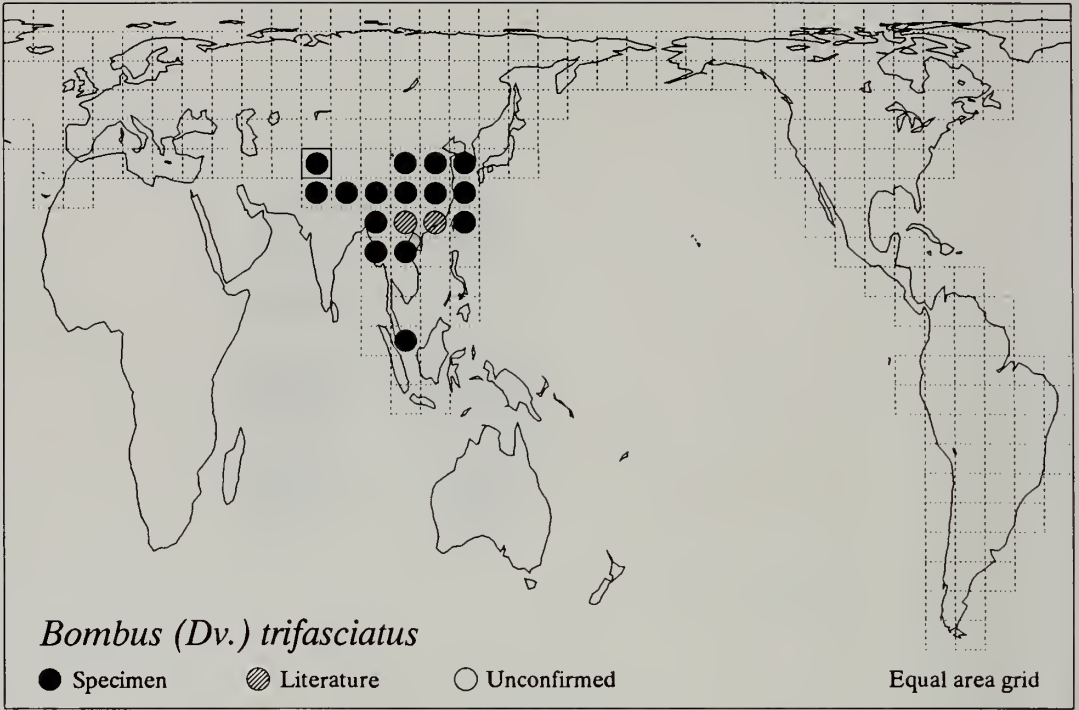 Bombus (Dv.) trifasciatus
Specimen Literature Unconfirmed Equal area grid